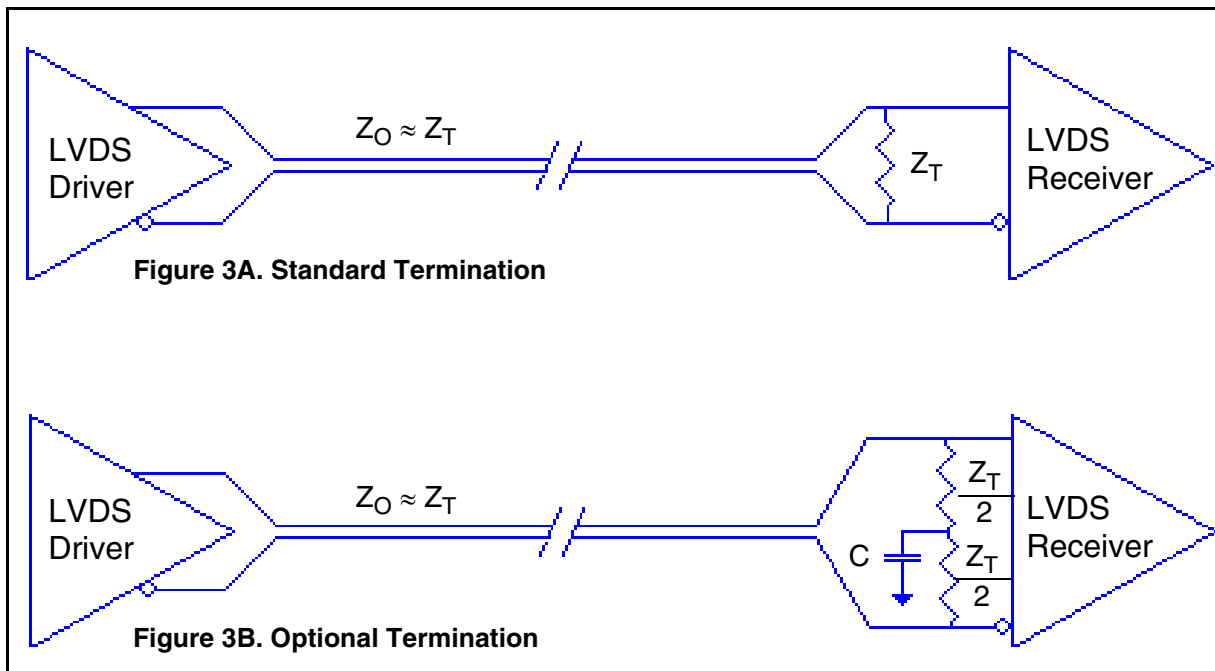 LVDS
Driver
Z_O ≈ Z_T
Z_T
LVDS
Receiver
Figure 3A. Standard Termination
LVDS
Driver
Z_O ≈ Z_T
C
Z_T
2
Z_T
2
LVDS
Receiver
Figure 3B. Optional Termination